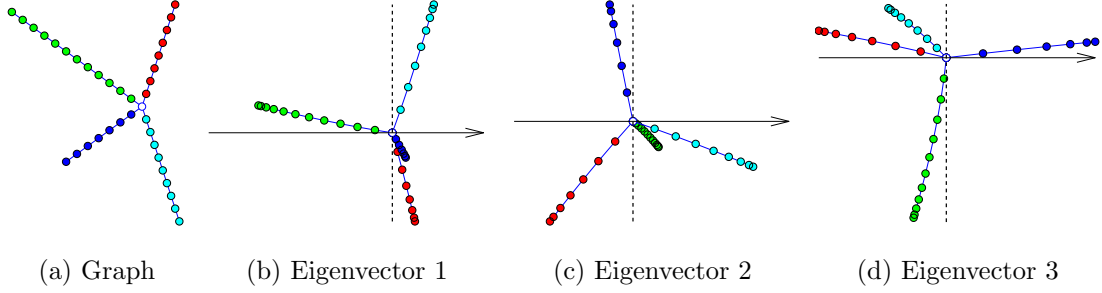 (a) Graph
(b) Eigenvector 1
(c) Eigenvector 2
(d) Eigenvector 3